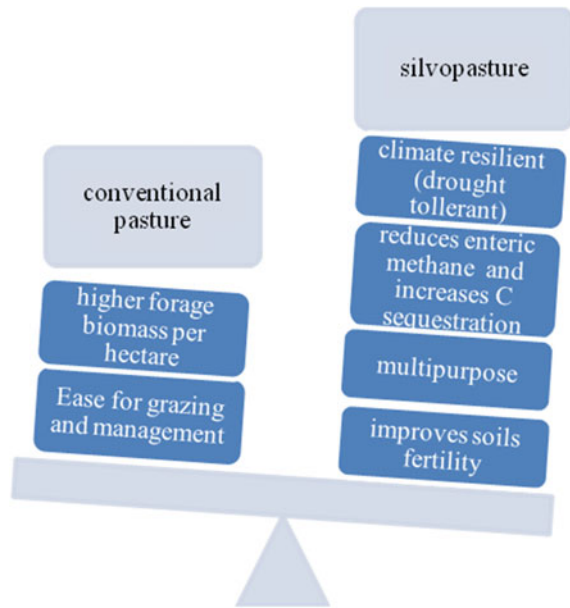 silvopasture
climate resilient
(drought
tollerant)
reduces enteric
methane and
increases C
sequestration
multipurpose
improves soils
fertility
conventional
pasture
higher forage
biomass per
hectare
Ease for grazing
and management